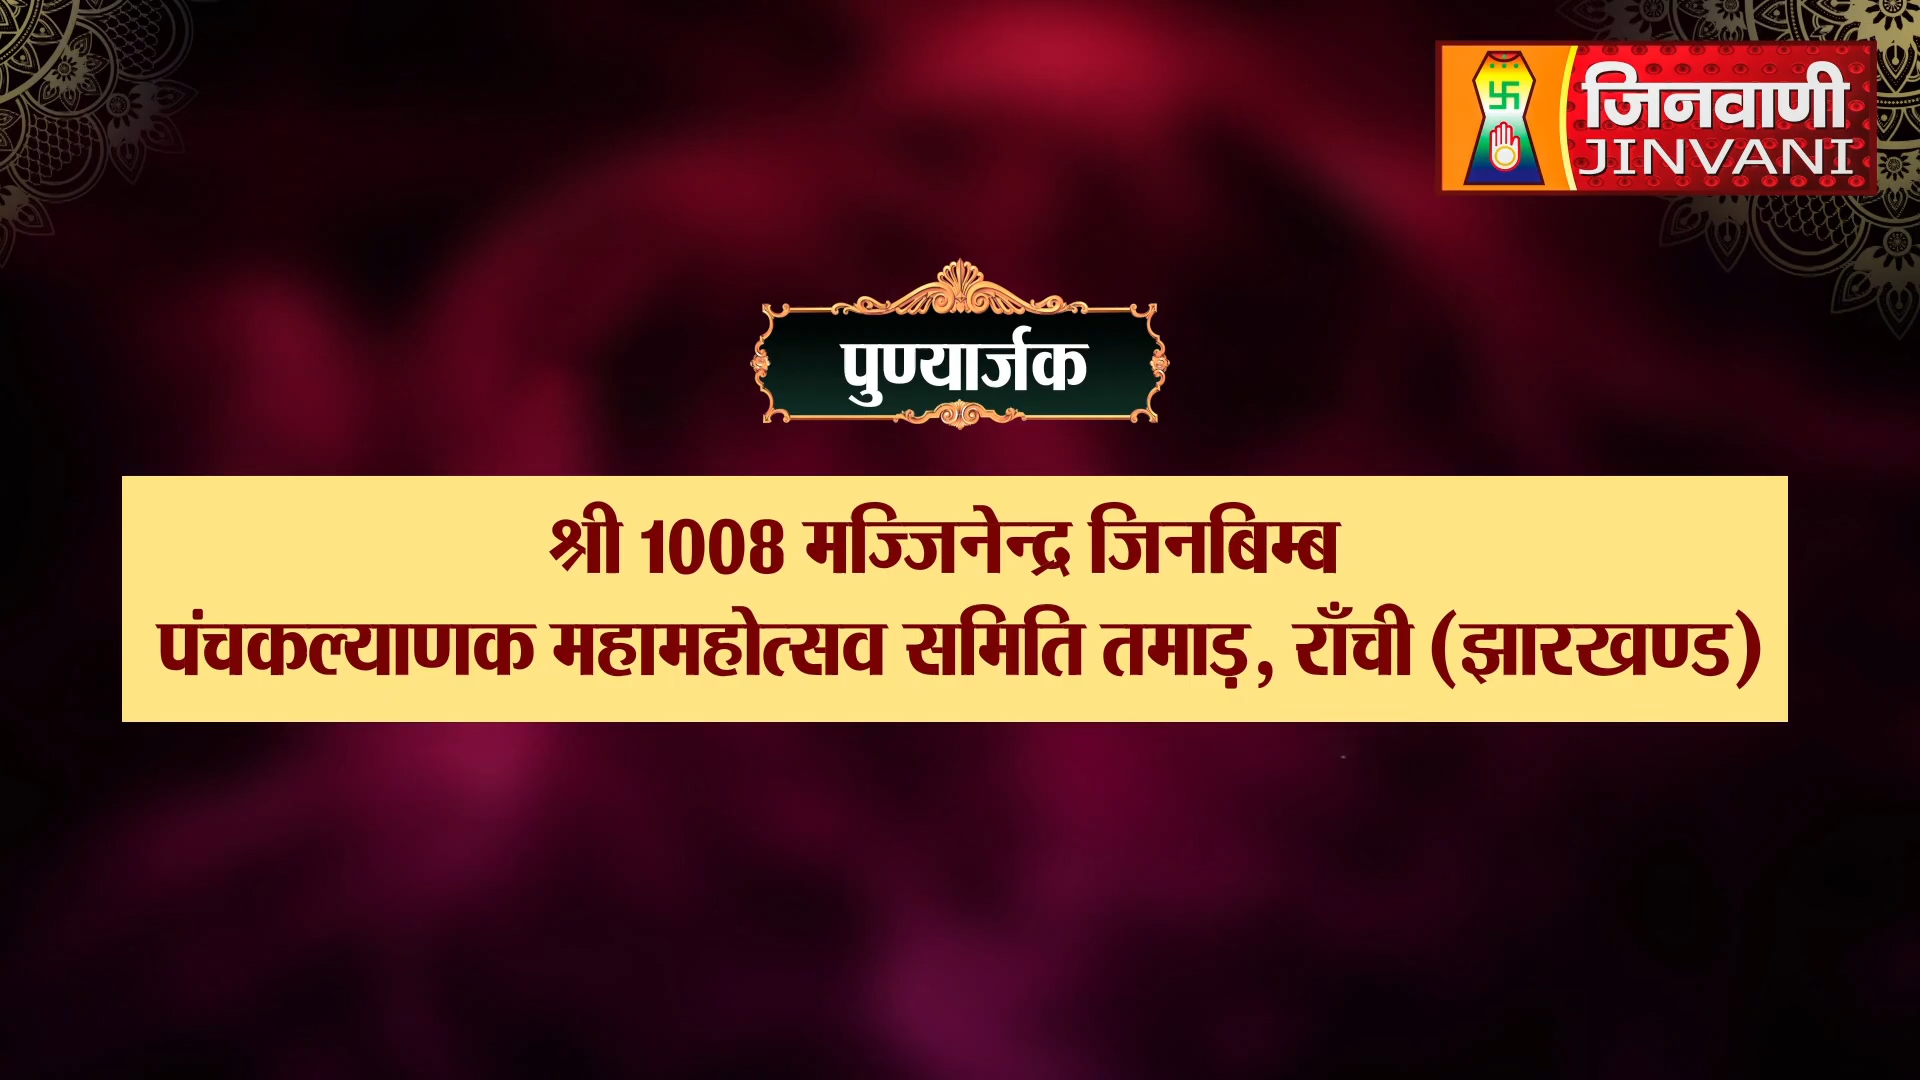 जिनवाणी
JINVANI
पुण्यार्जक
श्री 1008 मज्जिनेन्द्र जिनबिम्ब
पंचकल्याणक महामहोत्सव समिति तमाड़, राँची (झारखण्ड)